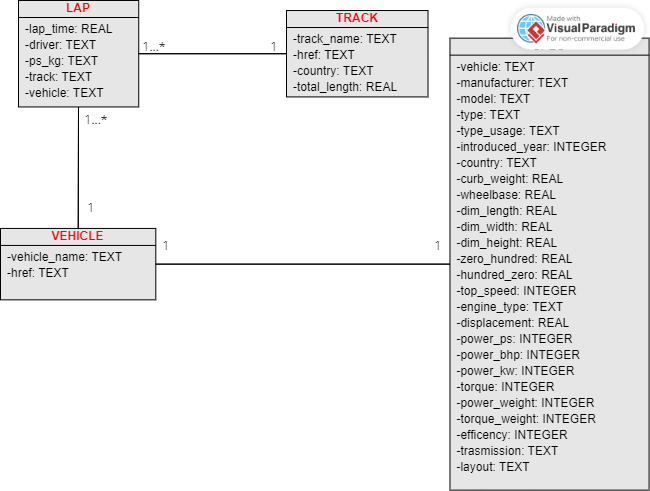 LAP
-lap_time: REAL
-driver: TEXT
-ps_kg: TEXT
-track: TEXT
-vehicle: TEXT
1...*
1
TRACK
-track_name: TEXT
-href: TEXT
-country: TEXT
-total_length: REAL
Made with
VisualParadigm
For non-commercial use
-vehicle: TEXT
-manufacturer: TEXT
-model: TEXT
-type: TEXT
-type_usage: TEXT
-introduced_year: INTEGER
-country: TEXT
-curb_weight: REAL
-wheelbase: REAL
-dim_length: REAL
-dim_width: REAL
-dim_height: REAL
-zero_hundred: REAL
-hundred_zero: REAL
-top_speed: INTEGER
-engine_type: TEXT
-displacement: REAL
-power_ps: INTEGER
-power_bhp: INTEGER
-power_kw: INTEGER
-torque: INTEGER
-power_weight: INTEGER
-torque_weight: INTEGER
-efficency: INTEGER
-trasmission: TEXT
-layout: TEXT
1...*
1
VEHICLE
-vehicle_name: TEXT
-href: TEXT
1
1